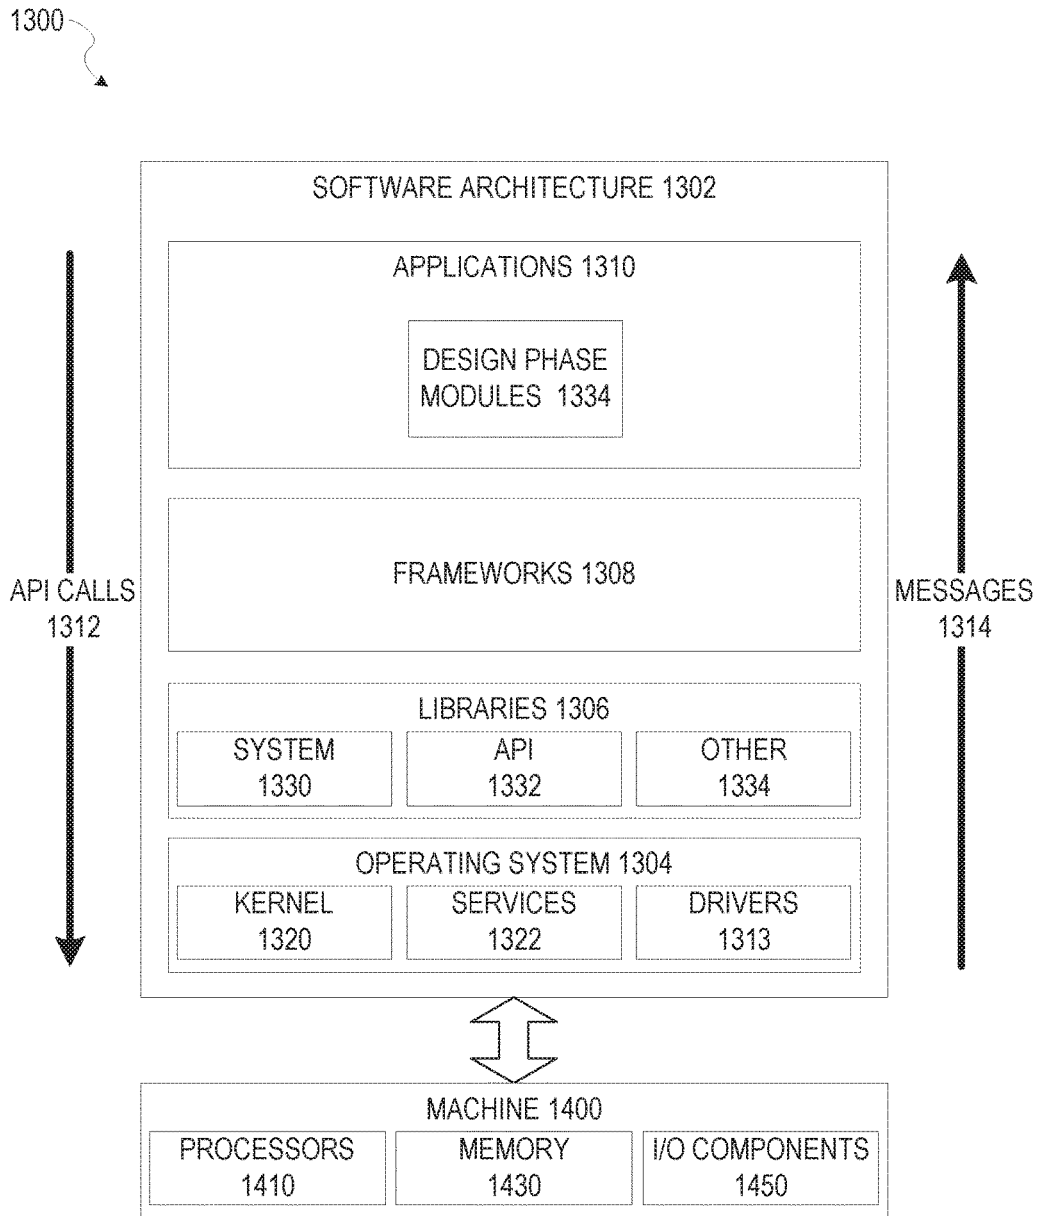 1300
SOFTWARE ARCHITECTURE 1302
APPLICATIONS 1310
DESIGN PHASE
MODULES 1334
FRAMEWORKS 1308
API CALLS
1312
MESSAGES
1314
LIBRARIES 1306
SYSTEM
1330
API
1332
OTHER
1334
OPERATING SYSTEM 1304
KERNEL
1320
SERVICES
1322
DRIVERS
1313
MACHINE 1400
PROCESSORS
1410
MEMORY
1430
I/O COMPONENTS
1450